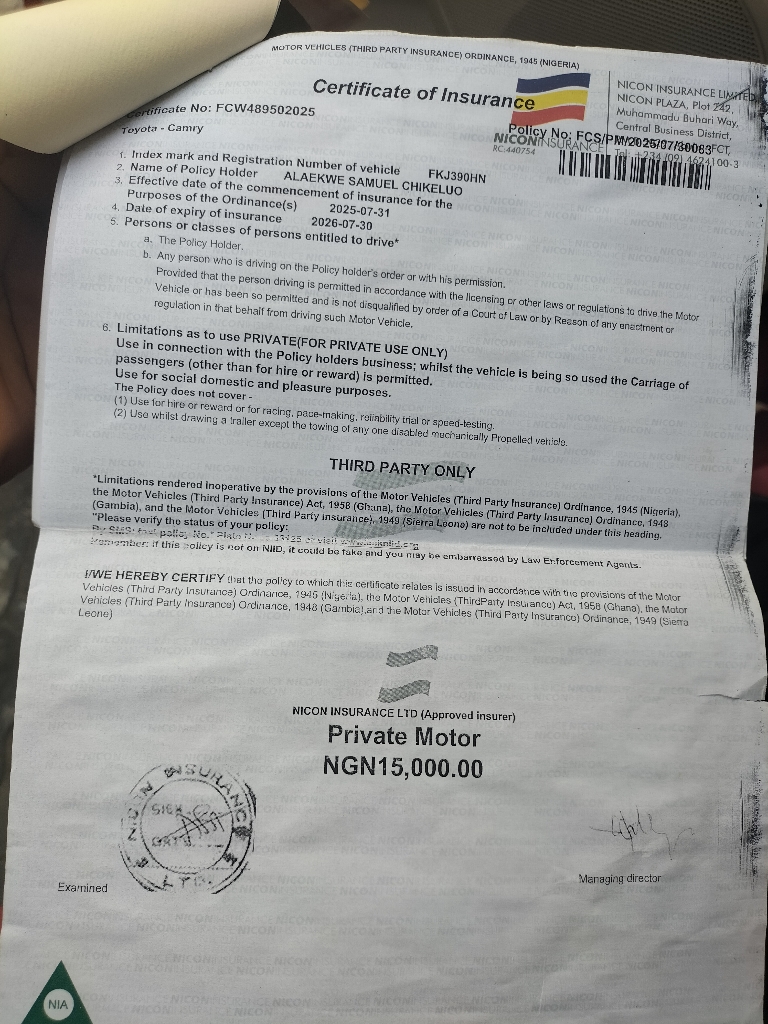 MOTOR VEHICLES (THIRD PARTY INSURANCE) ORDINANCE, 1945 (NIGERIA)
Certificate of Insurance
NICON INSURANCE LIMITED
NICON PLAZA, Plot 242,
Muhammadu Buhari Way,
Central Business District,
FCT,
Tel: +234 (09) 4624100-3
NICON INSURANCE
RC:440754
Certificate No: FCW489502025
Policy No: FCS/PM/2025/07/30083
Toyota - Camry
1. Index mark and Registration Number of vehicle FKJ390HN
2. Name of Policy Holder ALAEKWE SAMUEL CHIKELUO
3. Effective date of the commencement of insurance for the
Purposes of the Ordinance(s) 2025-07-31
4. Date of expiry of insurance 2026-07-30
5. Persons or classes of persons entitled to drive*
a. The Policy Holder.
b. Any person who is driving on the Policy holder's order or with his permission.
Provided that the person driving is permitted in accordance with the licensing or other laws or regulations to drive the Motor
Vehicle or has been so permitted and is not disqualified by order of a Court of Law or by Reason of any enactment or
regulation in that behalf from driving such Motor Vehicle.
6. Limitations as to use PRIVATE(FOR PRIVATE USE ONLY)
Use in connection with the Policy holders business; whilst the vehicle is being so used the Carriage of
passengers (other than for hire or reward) is permitted.
Use for social domestic and pleasure purposes.
The Policy does not cover -
(1) Use for hire or reward or for racing, pace-making, reliability trial or speed-testing.
(2) Use whilst drawing a trailer except the towing of any one disabled mechanically Propelled vehicle.
THIRD PARTY ONLY
*Limitations rendered inoperative by the provisions of the Motor Vehicles (Third Party Insurance) Ordinance, 1945 (Nigeria),
the Motor Vehicles (Third Party Insurance) Act, 1958 (Ghana), the Motor Vehicles (Third Party Insurance) Ordinance, 1948
(Gambia), and the Motor Vehicles (Third Party insurance), 1949 (Sierra Leone) are not to be included under this heading.
*Please verify the status of your policy:
Remember: if this policy is not on NIID, it could be fake and you may be embarrassed by Law Enforcement Agents.
I/WE HEREBY CERTIFY that the policy to which this certificate relates is issued in accordance with the provisions of the Motor
Vehicles (Third Party Insurance) Ordinance, 1945 (Nigeria), the Motor Vehicles (ThirdParty Insurance) Act, 1958 (Ghana), the Motor
Vehicles (Third Party Insurance) Ordinance, 1948 (Gambia),and the Motor Vehicles (Third Party Insurance) Ordinance, 1949 (Sierra
Leone)
NICON INSURANCE LTD (Approved insurer)
Private Motor
NGN15,000.00
NICON INSURANCE
LTD.
Examined
Managing director
NIA